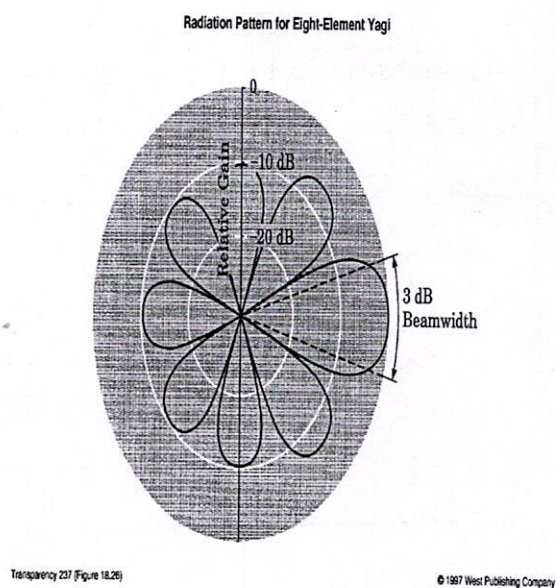 Radiation Pattern for Eight-Element Yagi
0
-10 dB
Relative Gain
-20 dB
3 dB
Beamwidth
Transparency 237 (Figure 18.26)
© 1997 West Publishing Company